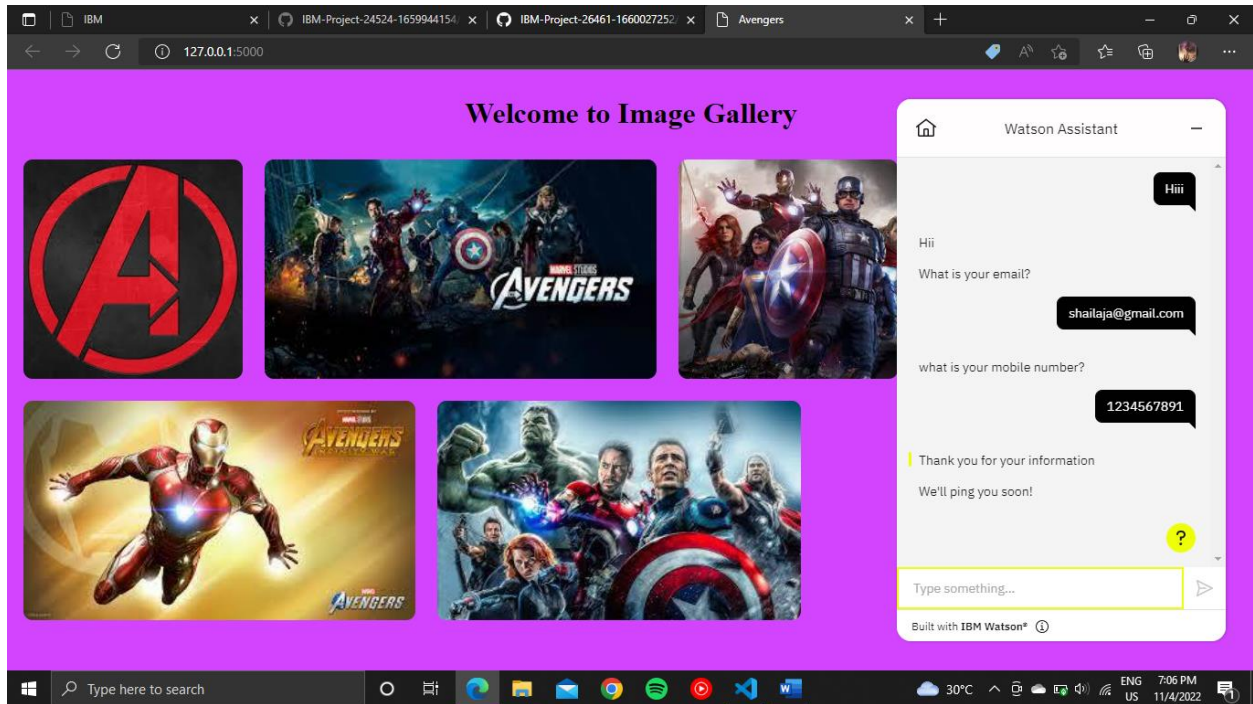 IBM
IBM-Project-24524-1659944154
IBM-Project-26461-1660027252
Avengers
127.0.0.1:5000
Welcome to Image Gallery
MARVEL STUDIOS
AVENGERS
AVENGERS
INFINITY WAR
AVENGERS
Watson Assistant
Hiii
Hii
What is your email?
shailaja@gmail.com
what is your mobile number?
1234567891
Thank you for your information
We'll ping you soon!
?
Type something...
Built with IBM Watson®
Type here to search
30°C
ENG
US
7:06 PM
11/4/2022
1